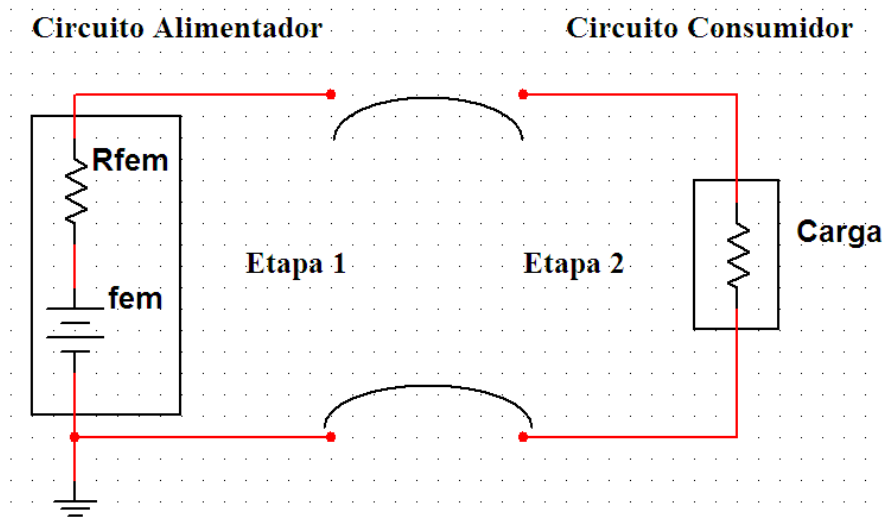 Circuito Alimentador
Circuito Consumidor
Rfem
Carga
Etapa 1
Etapa 2
fem